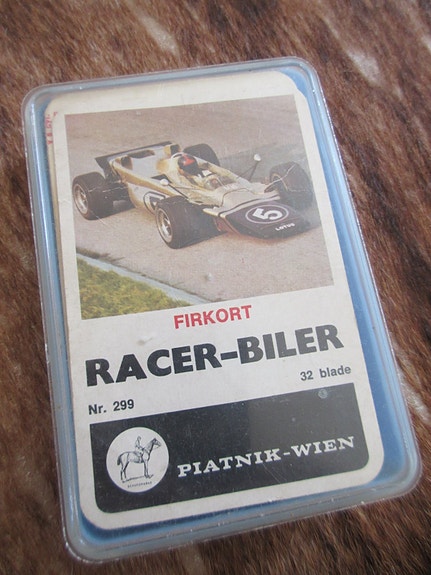 5
LOTUS
FIRKORT
RACER-BILER
32 blade
Nr. 299
PIATNIK-WIEN